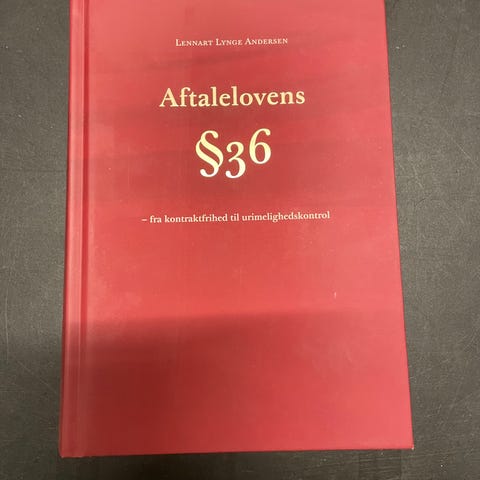 Lennart Lynge Andersen
Aftalelovens
§36
– fra kontraktfrihed til urimelighedskontrol